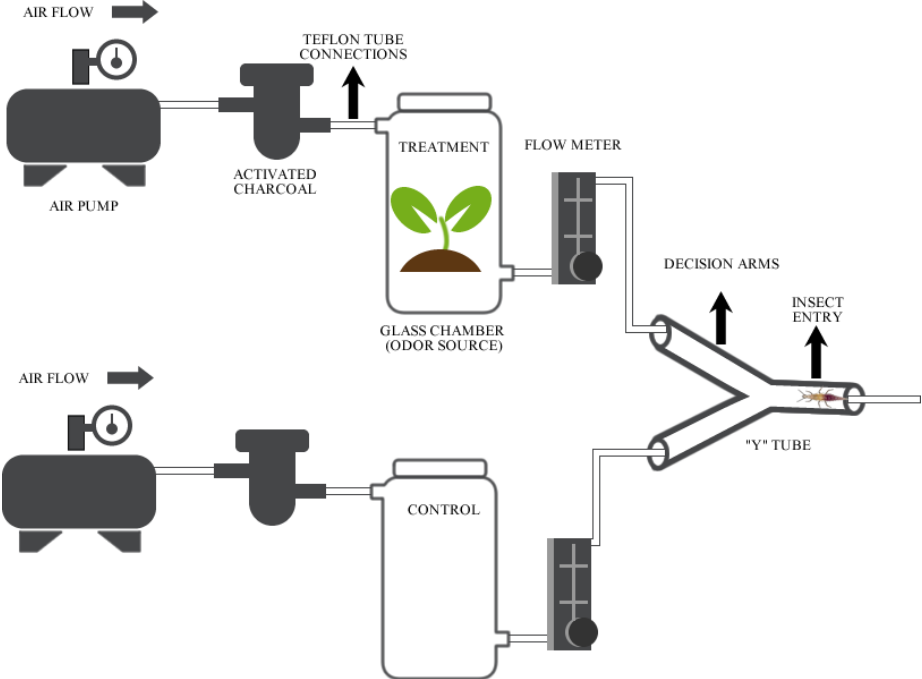 AIR FLOW
TEFLON TUBE
CONNECTIONS
TREATMENT
FLOW METER
ACTIVATED
CHARCOAL
AIR PUMP
DECISION ARMS
INSECT
ENTRY
GLASS CHAMBER
(ODOR SOURCE)
AIR FLOW
"Y" TUBE
CONTROL